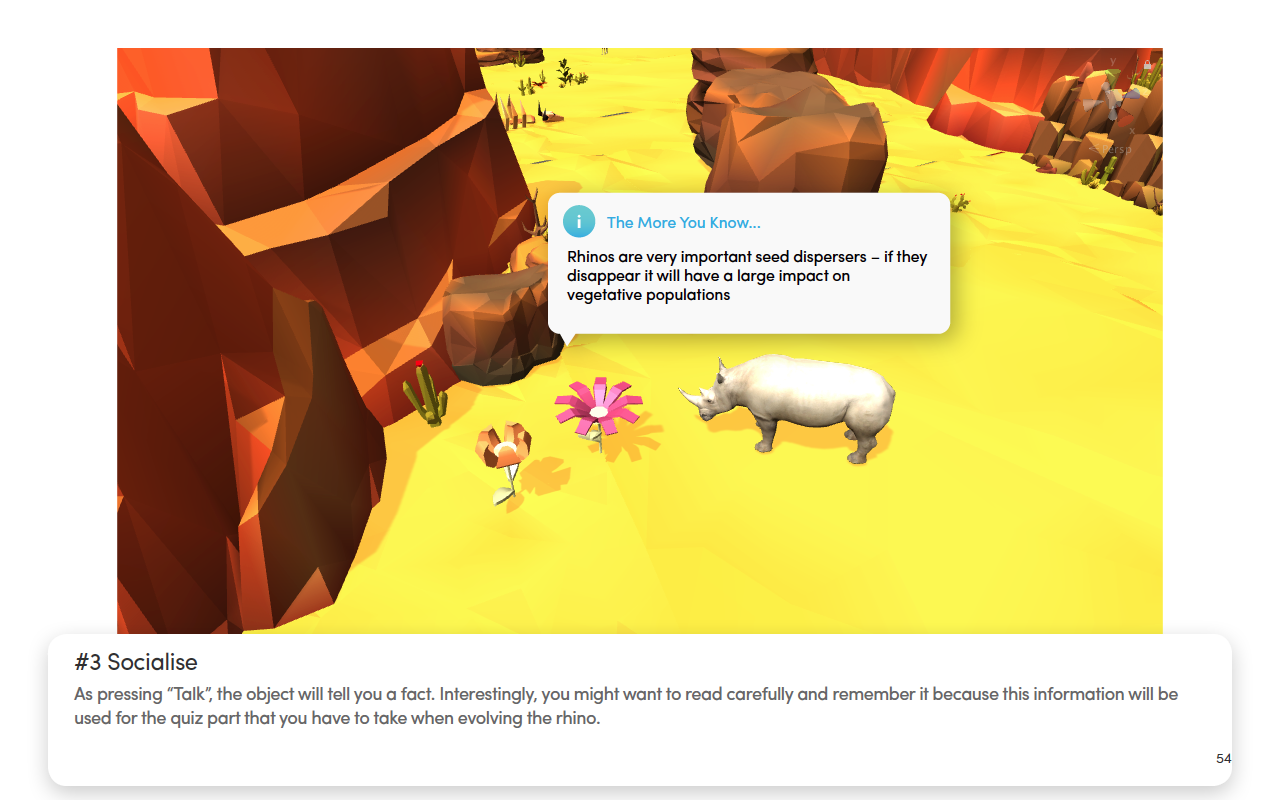 y
x
Persp
The More You Know...
Rhinos are very important seed dispersers – if they
disappear it will have a large impact on
vegetative populations
#3 Socialise
As pressing “Talk”, the object will tell you a fact. Interestingly, you might want to read carefully and remember it because this information will be
used for the quiz part that you have to take when evolving the rhino.
54